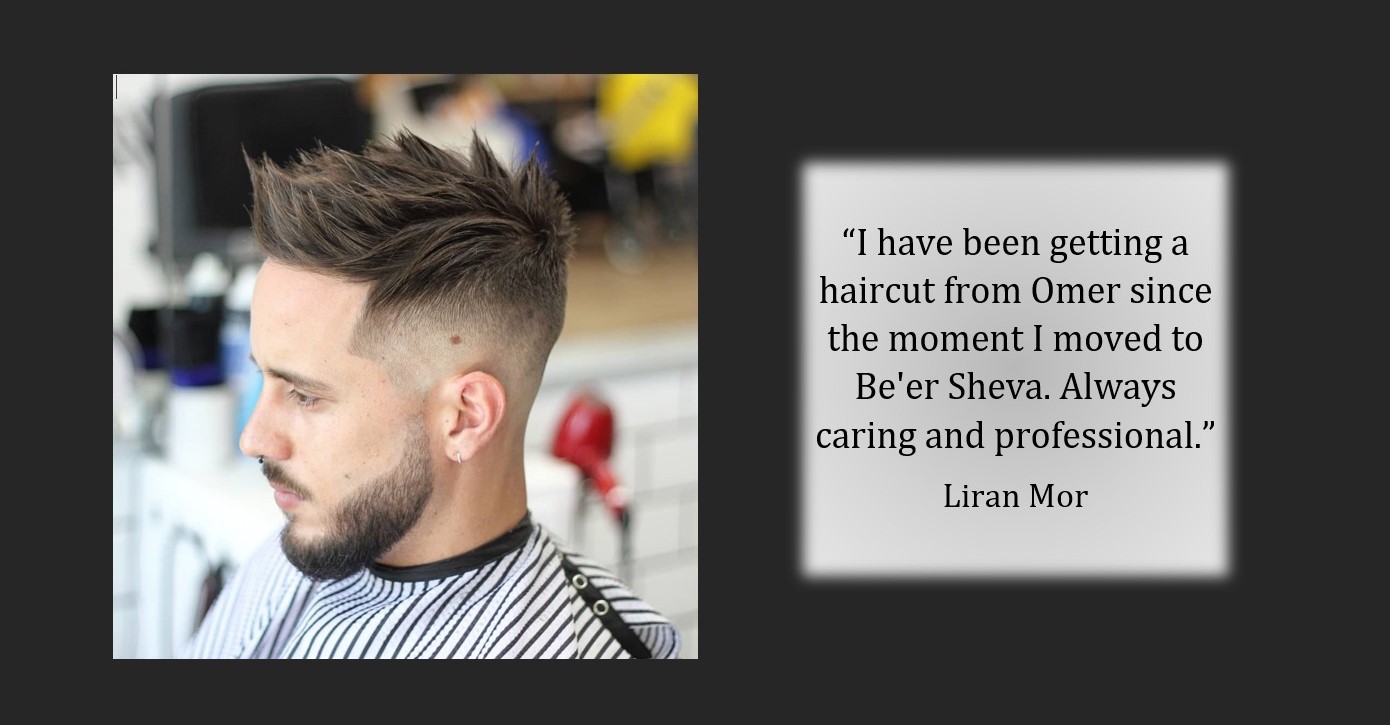 “I have been getting a
haircut from Omer since
the moment I moved to
Be'er Sheva. Always
caring and professional.”
Liran Mor